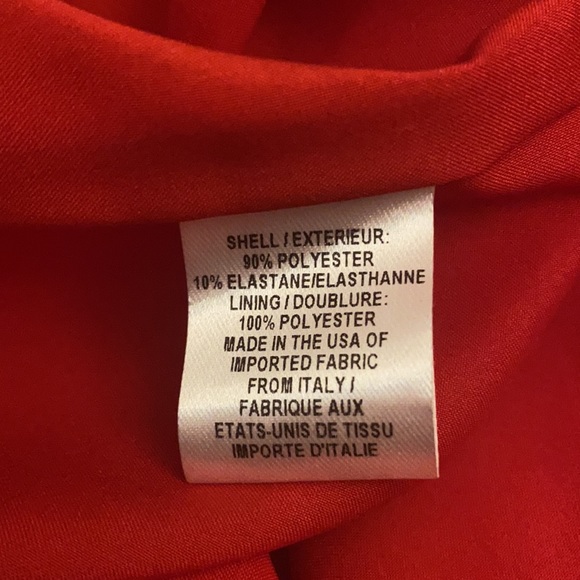 SHELL / EXTERIEUR:
90% POLYESTER
10% ELASTANE/ELASTHANNE
LINING / DOUBLURE:
100% POLYESTER
MADE IN THE USA OF
IMPORTED FABRIC
FROM ITALY /
FABRIQUE AUX
ETATS-UNIS DE TISSU
IMPORTE D'ITALIE